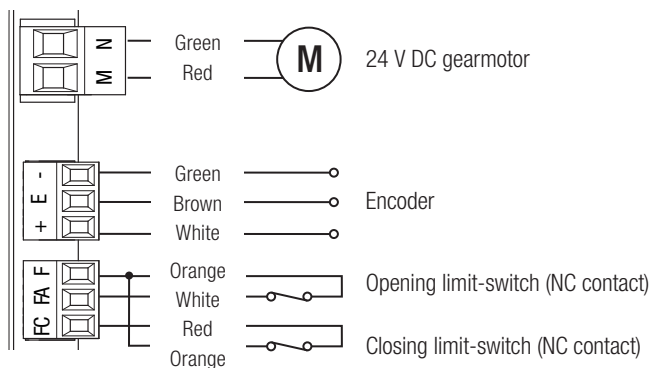 N Green
M Red
M 24 V DC gearmotor
- Green
E Brown Encoder
+ White
F Orange
FA White Opening limit-switch (NC contact)
FC Red
Orange Closing limit-switch (NC contact)